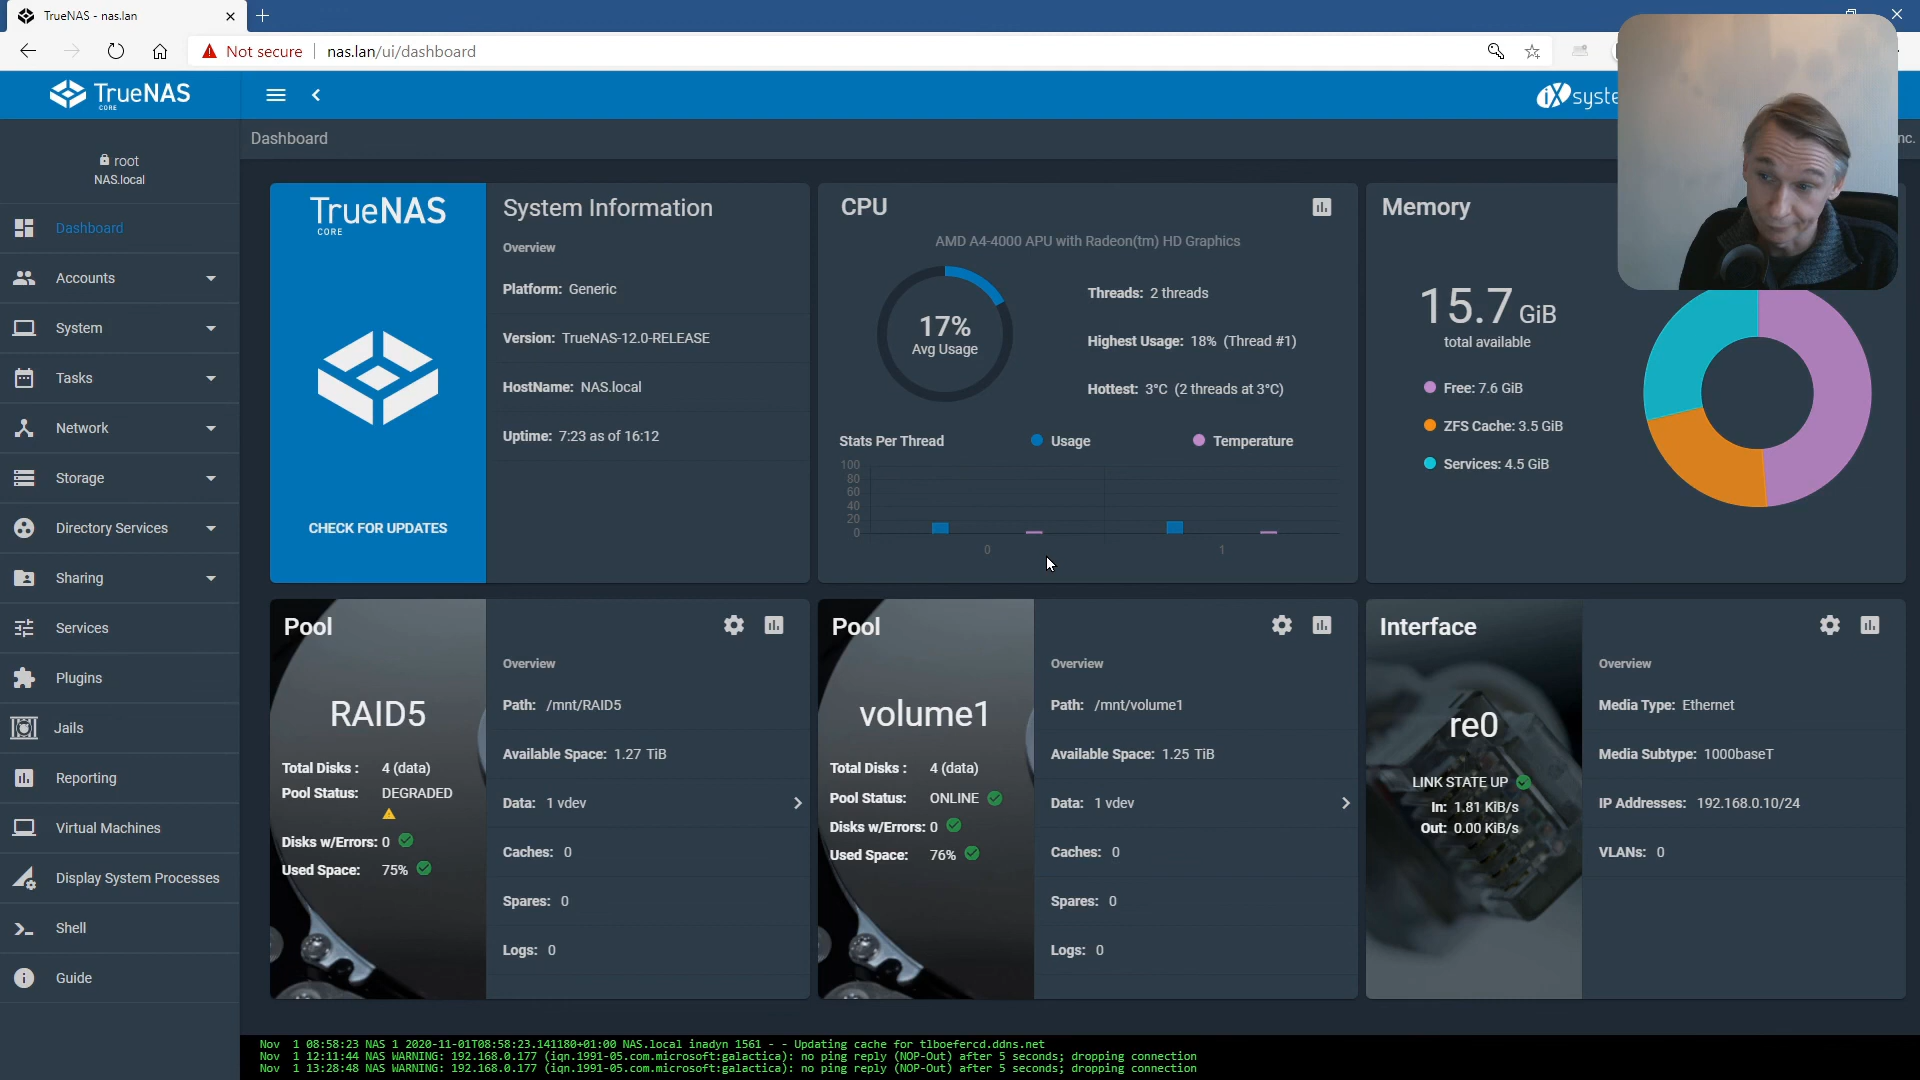 TrueNAS - nas.lan
Not secure
nas.lan/ui/dashboard
TrueNAS
CORE
iXsyste
Dashboard
nc.
root
NAS.local
Dashboard
Accounts
System
Tasks
Network
Storage
Directory Services
Sharing
Services
Plugins
Jails
Reporting
Virtual Machines
Display System Processes
Shell
Guide
TrueNAS
CORE
CHECK FOR UPDATES
System Information
Overview
Platform: Generic
Version: TrueNAS-12.0-RELEASE
HostName: NAS.local
Uptime: 7:23 as of 16:12
CPU
AMD A4-4000 APU with Radeon(tm) HD Graphics
17%
Avg Usage
Threads: 2 threads
Highest Usage: 18% (Thread #1)
Hottest: 3°C (2 threads at 3°C)
Stats Per Thread
Usage
Temperature
100
80
60
40
20
0
0
1
Memory
15.7 GiB
total available
Free: 7.6 GiB
ZFS Cache: 3.5 GiB
Services: 4.5 GiB
Pool
RAID5
Total Disks : 4 (data)
Pool Status: DEGRADED
Disks w/Errors: 0
Used Space: 75%
Overview
Path: /mnt/RAID5
Available Space: 1.27 TiB
Data: 1 vdev
Caches: 0
Spares: 0
Logs: 0
Pool
volume1
Total Disks : 4 (data)
Pool Status: ONLINE
Disks w/Errors: 0
Used Space: 76%
Overview
Path: /mnt/volume1
Available Space: 1.25 TiB
Data: 1 vdev
Caches: 0
Spares: 0
Logs: 0
Interface
re0
LINK STATE UP
In: 1.81 KiB/s
Out: 0.00 KiB/s
Overview
Media Type: Ethernet
Media Subtype: 1000baseT
IP Addresses: 192.168.0.10/24
VLANs: 0
Nov 1 08:58:23 NAS 1 2020-11-01T08:58:23.141180+01:00 NAS.local inadyn 1561 - - Updating cache for tlboefercd.ddns.net
Nov 1 12:11:44 NAS WARNING: 192.168.0.177 (iqn.1991-05.com.microsoft:galactica): no ping reply (NOP-Out) after 5 seconds; dropping connection
Nov 1 13:28:48 NAS WARNING: 192.168.0.177 (iqn.1991-05.com.microsoft:galactica): no ping reply (NOP-Out) after 5 seconds; dropping connection